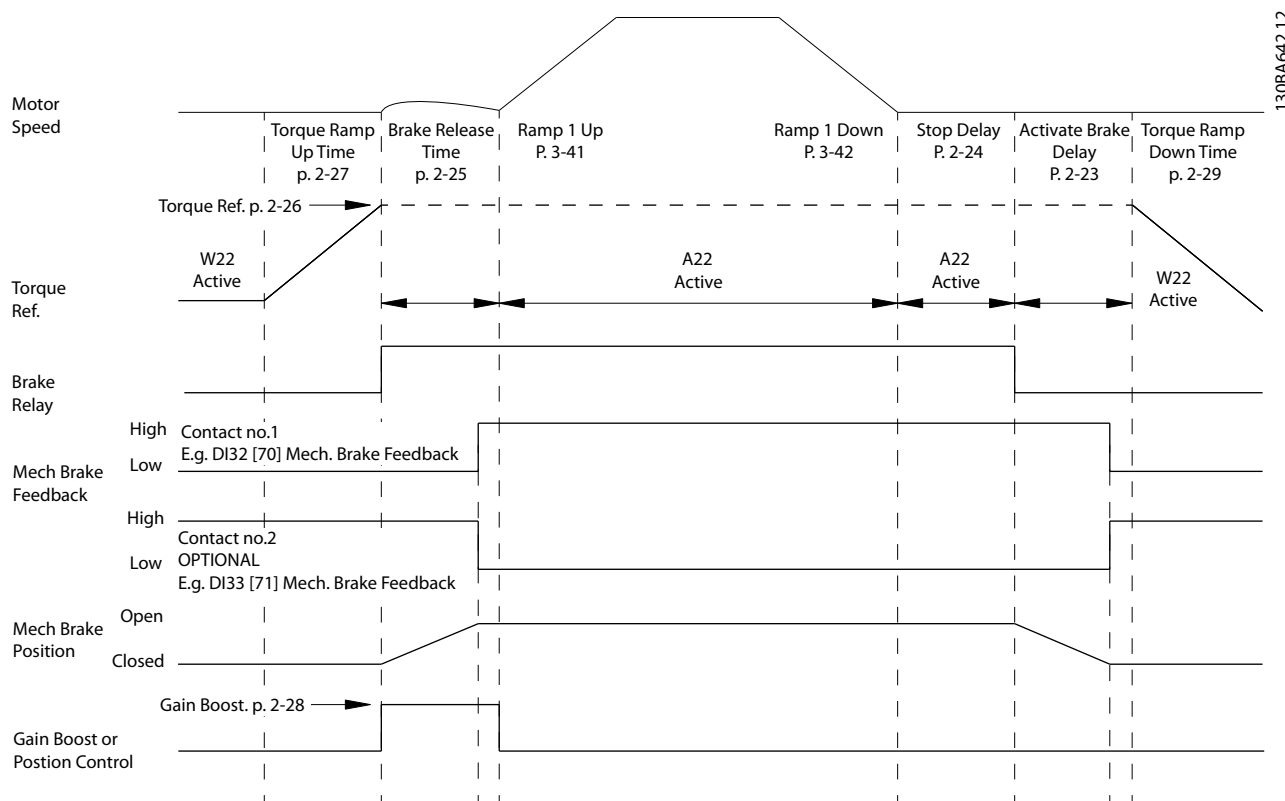 130BA642.12
Motor
Speed
Torque Ramp
Up Time
p. 2-27
Brake Release
Time
p. 2-25
Ramp 1 Up
P. 3-41
Ramp 1 Down
P. 3-42
Stop Delay
P. 2-24
Activate Brake
Delay
P. 2-23
Torque Ramp
Down Time
p. 2-29
Torque Ref. p. 2-26
Torque
Ref.
W22
Active
A22
Active
A22
Active
W22
Active
Brake
Relay
Mech Brake
Feedback
High
Low
Contact no.1
E.g. DI32 [70] Mech. Brake Feedback
High
Low
Contact no.2
OPTIONAL
E.g. DI33 [71] Mech. Brake Feedback
Mech Brake
Position
Open
Closed
Gain Boost. p. 2-28
Gain Boost or
Postion Control